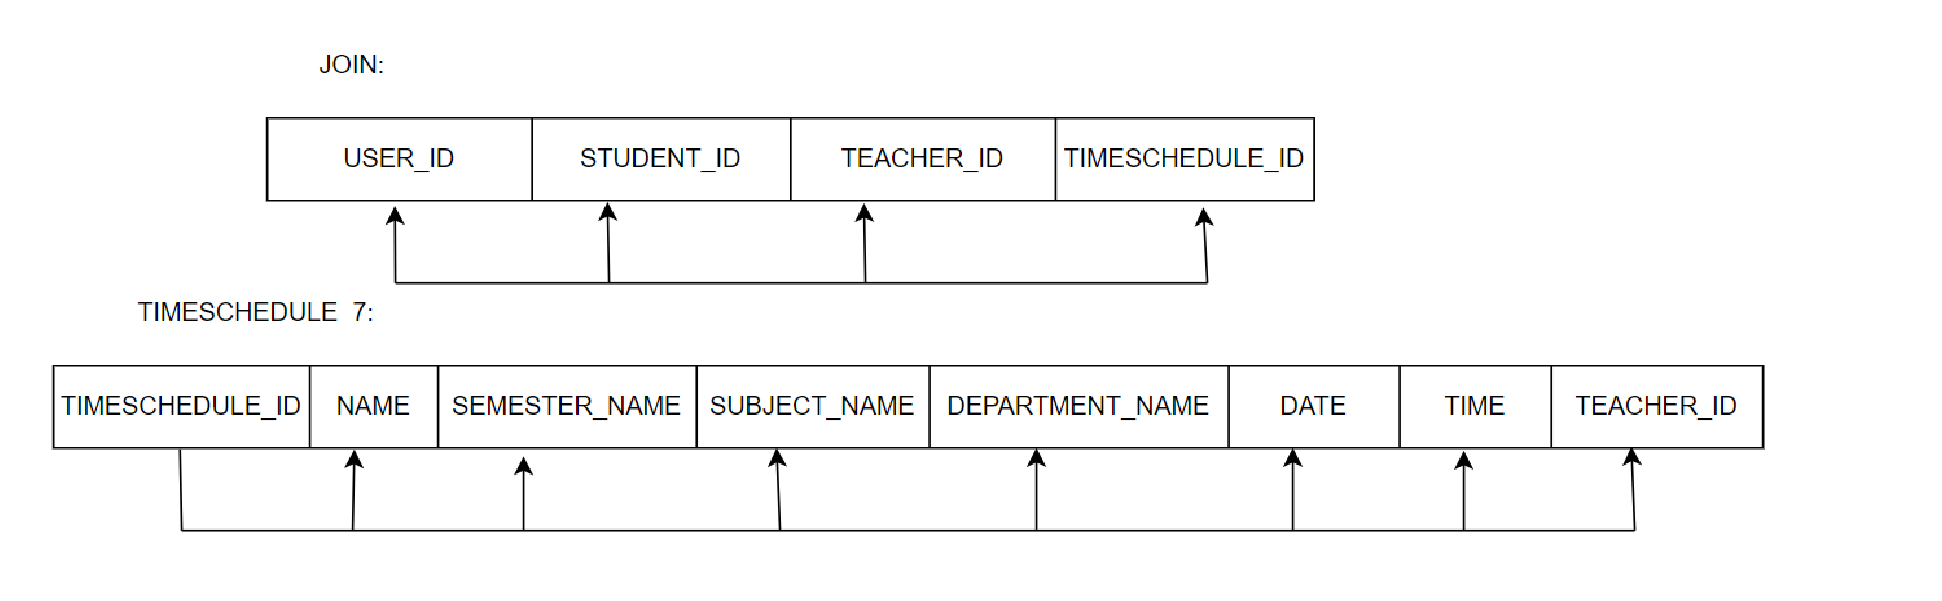 JOIN:
USER_ID STUDENT_ID TEACHER_ID TIMESCHEDULE_ID
TIMESCHEDULE 7:
TIMESCHEDULE_ID NAME SEMESTER_NAME SUBJECT_NAME DEPARTMENT_NAME DATE TIME TEACHER_ID